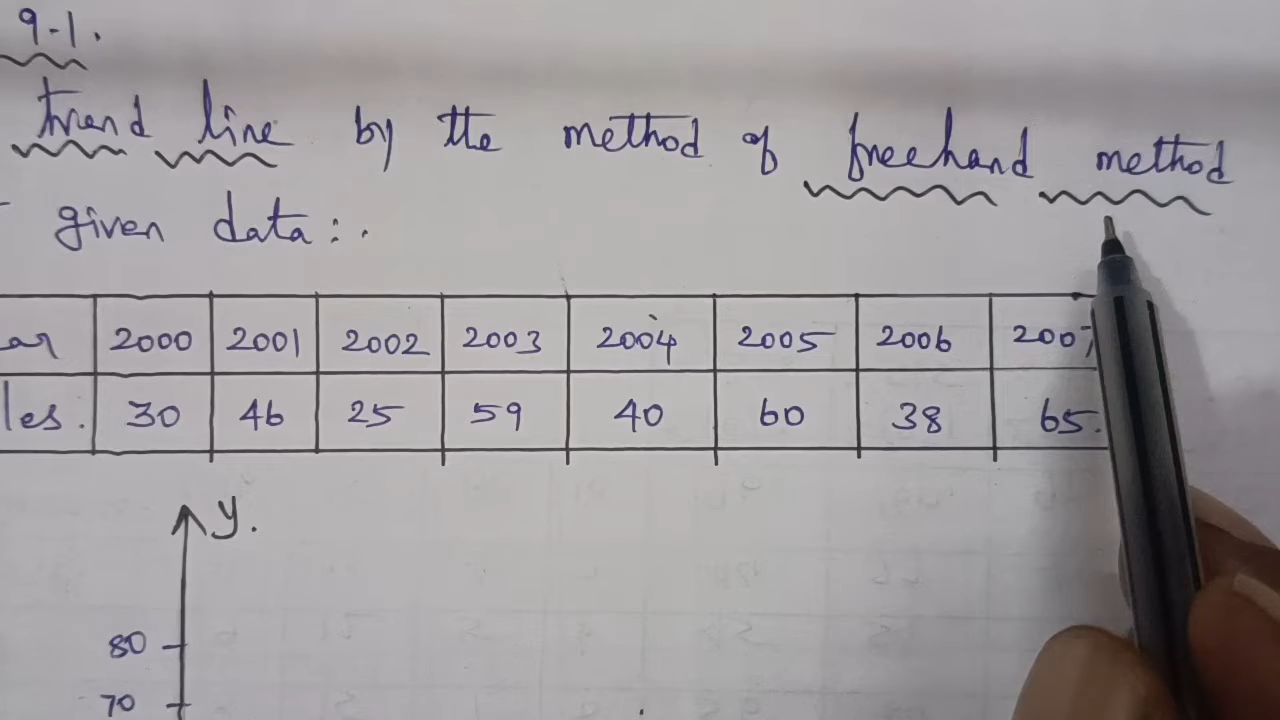 9-1.
trend line by the method of freehand method
given data:.
2000 2001 2002 2003 2004 2005 2006 2007
30 46 25 59 40 60 38 65.
y.
80
70